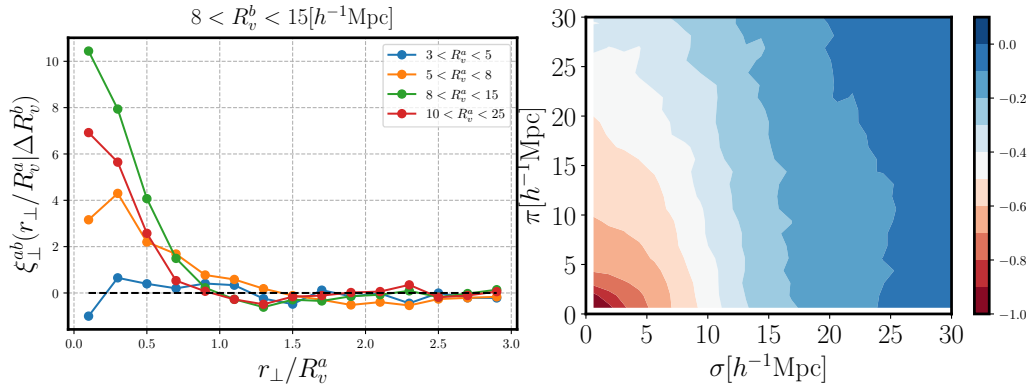 8 < R_v^b < 15[h^{-1}Mpc]
10
8
6
4
2
0
ξ_⊥^{ab}(r_⊥/R_v^a|ΔR_v^b)
3 < R_v^a < 5
5 < R_v^a < 8
8 < R_v^a < 15
10 < R_v^a < 25
0.0 0.5 1.0 1.5 2.0 2.5 3.0
r_⊥/R_v^a
30
25
20
15
10
5
0
π[h^{-1}Mpc]
0 5 10 15 20 25 30
σ[h^{-1}Mpc]
0.0
−0.2
−0.4
−0.6
−0.8
−1.0